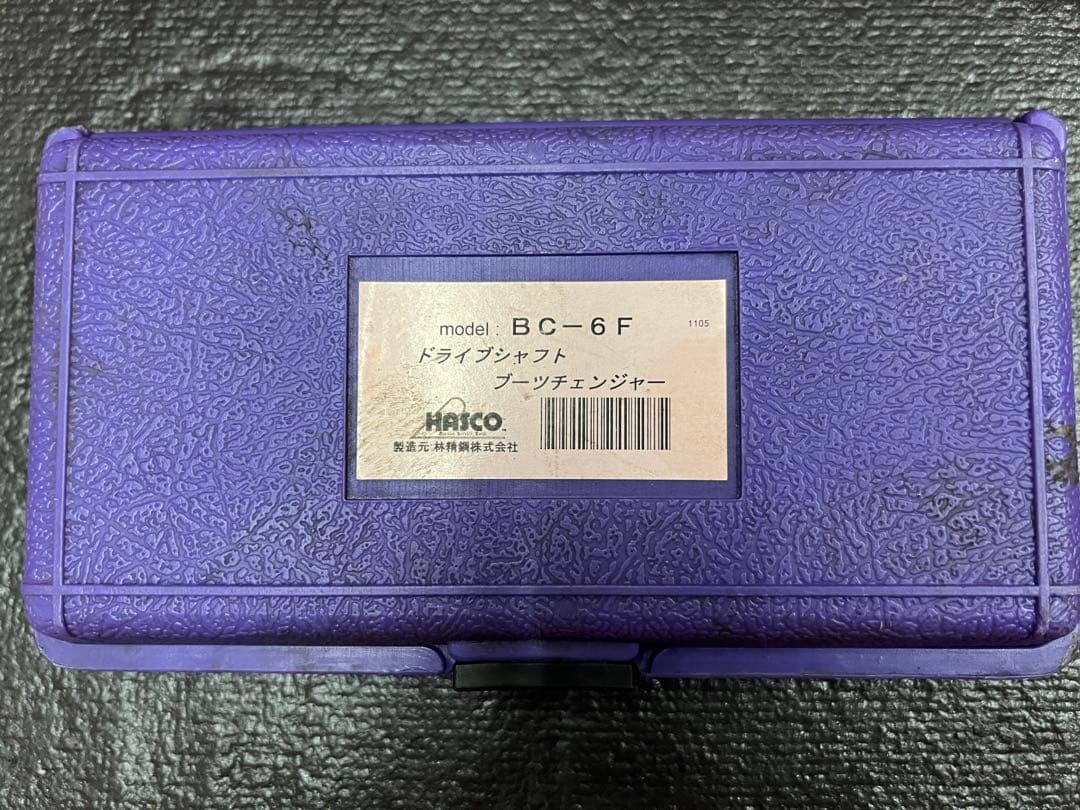 model : BC-6F 1105
ドライブシャフト
ブーツチェンジャー
HASCO
製造元 林精鋼株式会社